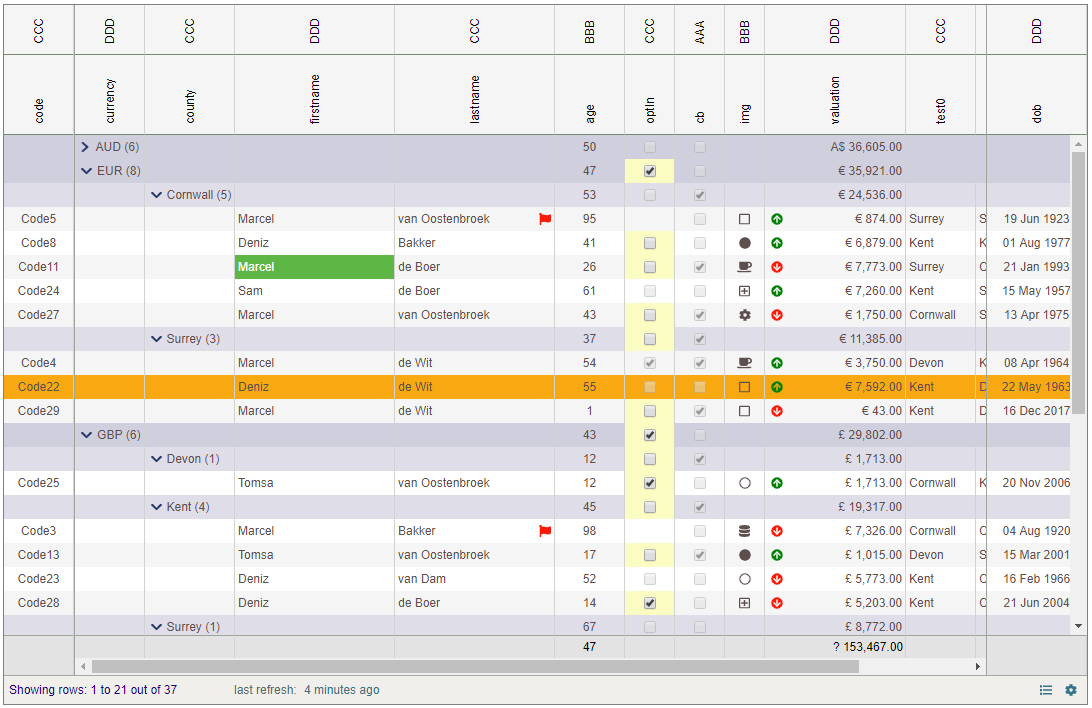 CCC DDD CCC DDD CCC BBB CCC AAA BBB DDD CCC DDD
code currency county firstname lastname age optIn cb img valuation test0 dob
AUD (6) 50 A$ 36,605.00
EUR (8) 47 € 35,921.00
Cornwall (5) 53 € 24,536.00
Code5 Marcel van Oostenbroek 95 € 874.00 Surrey S 19 Jun 1923
Code8 Deniz Bakker 41 € 6,879.00 Kent K 01 Aug 1977
Code11 Marcel de Boer 26 € 7,773.00 Surrey C 21 Jan 1993
Code24 Sam de Boer 61 € 7,260.00 Kent S 15 May 1957
Code27 Marcel van Oostenbroek 43 € 1,750.00 Cornwall S 13 Apr 1975
Surrey (3) 37 € 11,385.00
Code4 Marcel de Wit 54 € 3,750.00 Devon K 08 Apr 1964
Code22 Deniz de Wit 55 € 7,592.00 Kent D 22 May 1963
Code29 Marcel de Wit 1 € 43.00 Kent D 16 Dec 2017
GBP (6) 43 £ 29,802.00
Devon (1) 12 £ 1,713.00
Code25 Tomsa van Oostenbroek 12 £ 1,713.00 Cornwall K 20 Nov 2006
Kent (4) 45 £ 19,317.00
Code3 Marcel Bakker 98 £ 7,326.00 Cornwall C 04 Aug 1920
Code13 Tomsa van Oostenbroek 17 £ 1,015.00 Devon S 15 Mar 2001
Code23 Deniz van Dam 52 £ 5,773.00 Kent C 16 Feb 1966
Code28 Deniz de Boer 14 £ 5,203.00 Kent C 21 Jun 2004
Surrey (1) 67 £ 8,772.00
47 ? 153,467.00
Showing rows: 1 to 21 out of 37 last refresh: 4 minutes ago